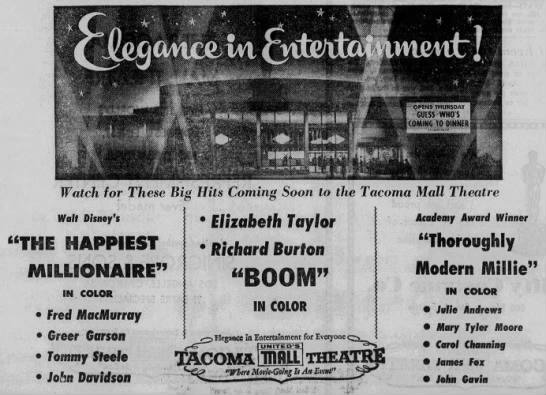 Elegance in Entertainment!
OPENS THURSDAY
GUESS WHO'S
COMING TO DINNER
Watch for These Big Hits Coming Soon to the Tacoma Mall Theatre
Walt Disney's
"THE HAPPIEST
MILLIONAIRE"
IN COLOR
• Fred MacMurray
• Greer Garson
• Tommy Steele
• John Davidson
• Elizabeth Taylor
• Richard Burton
"BOOM"
IN COLOR
Elegance in Entertainment for Everyone
UNITED'S
TACOMA MALL THEATRE
"Where Movie-Going Is An Event"
Academy Award Winner
"Thoroughly
Modern Millie"
IN COLOR
• Julie Andrews
• Mary Tyler Moore
• Carol Channing
• James Fox
• John Gavin